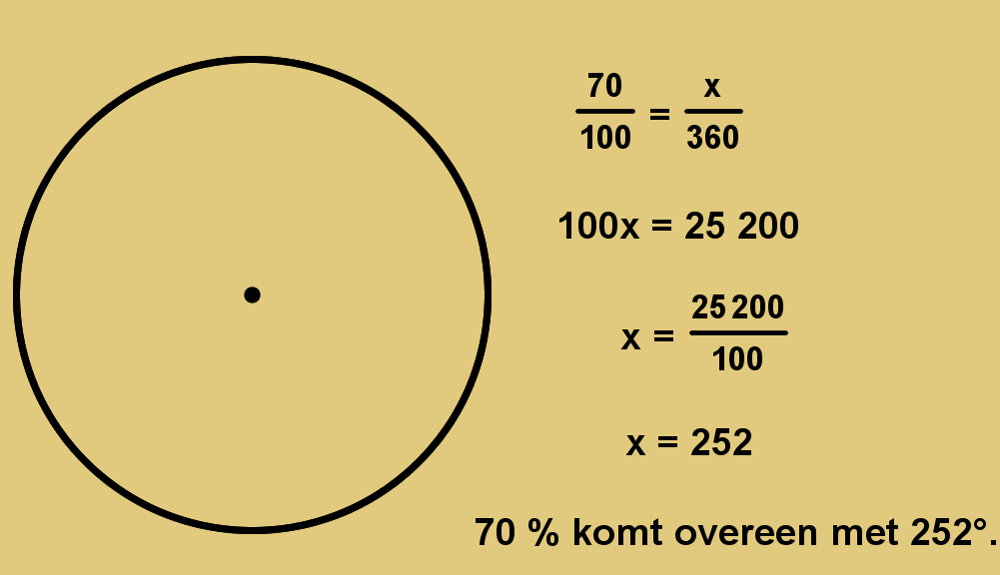 70/100 = x/360
100x = 25 200
x = 25 200/100
x = 252
70 % komt overeen met 252°.